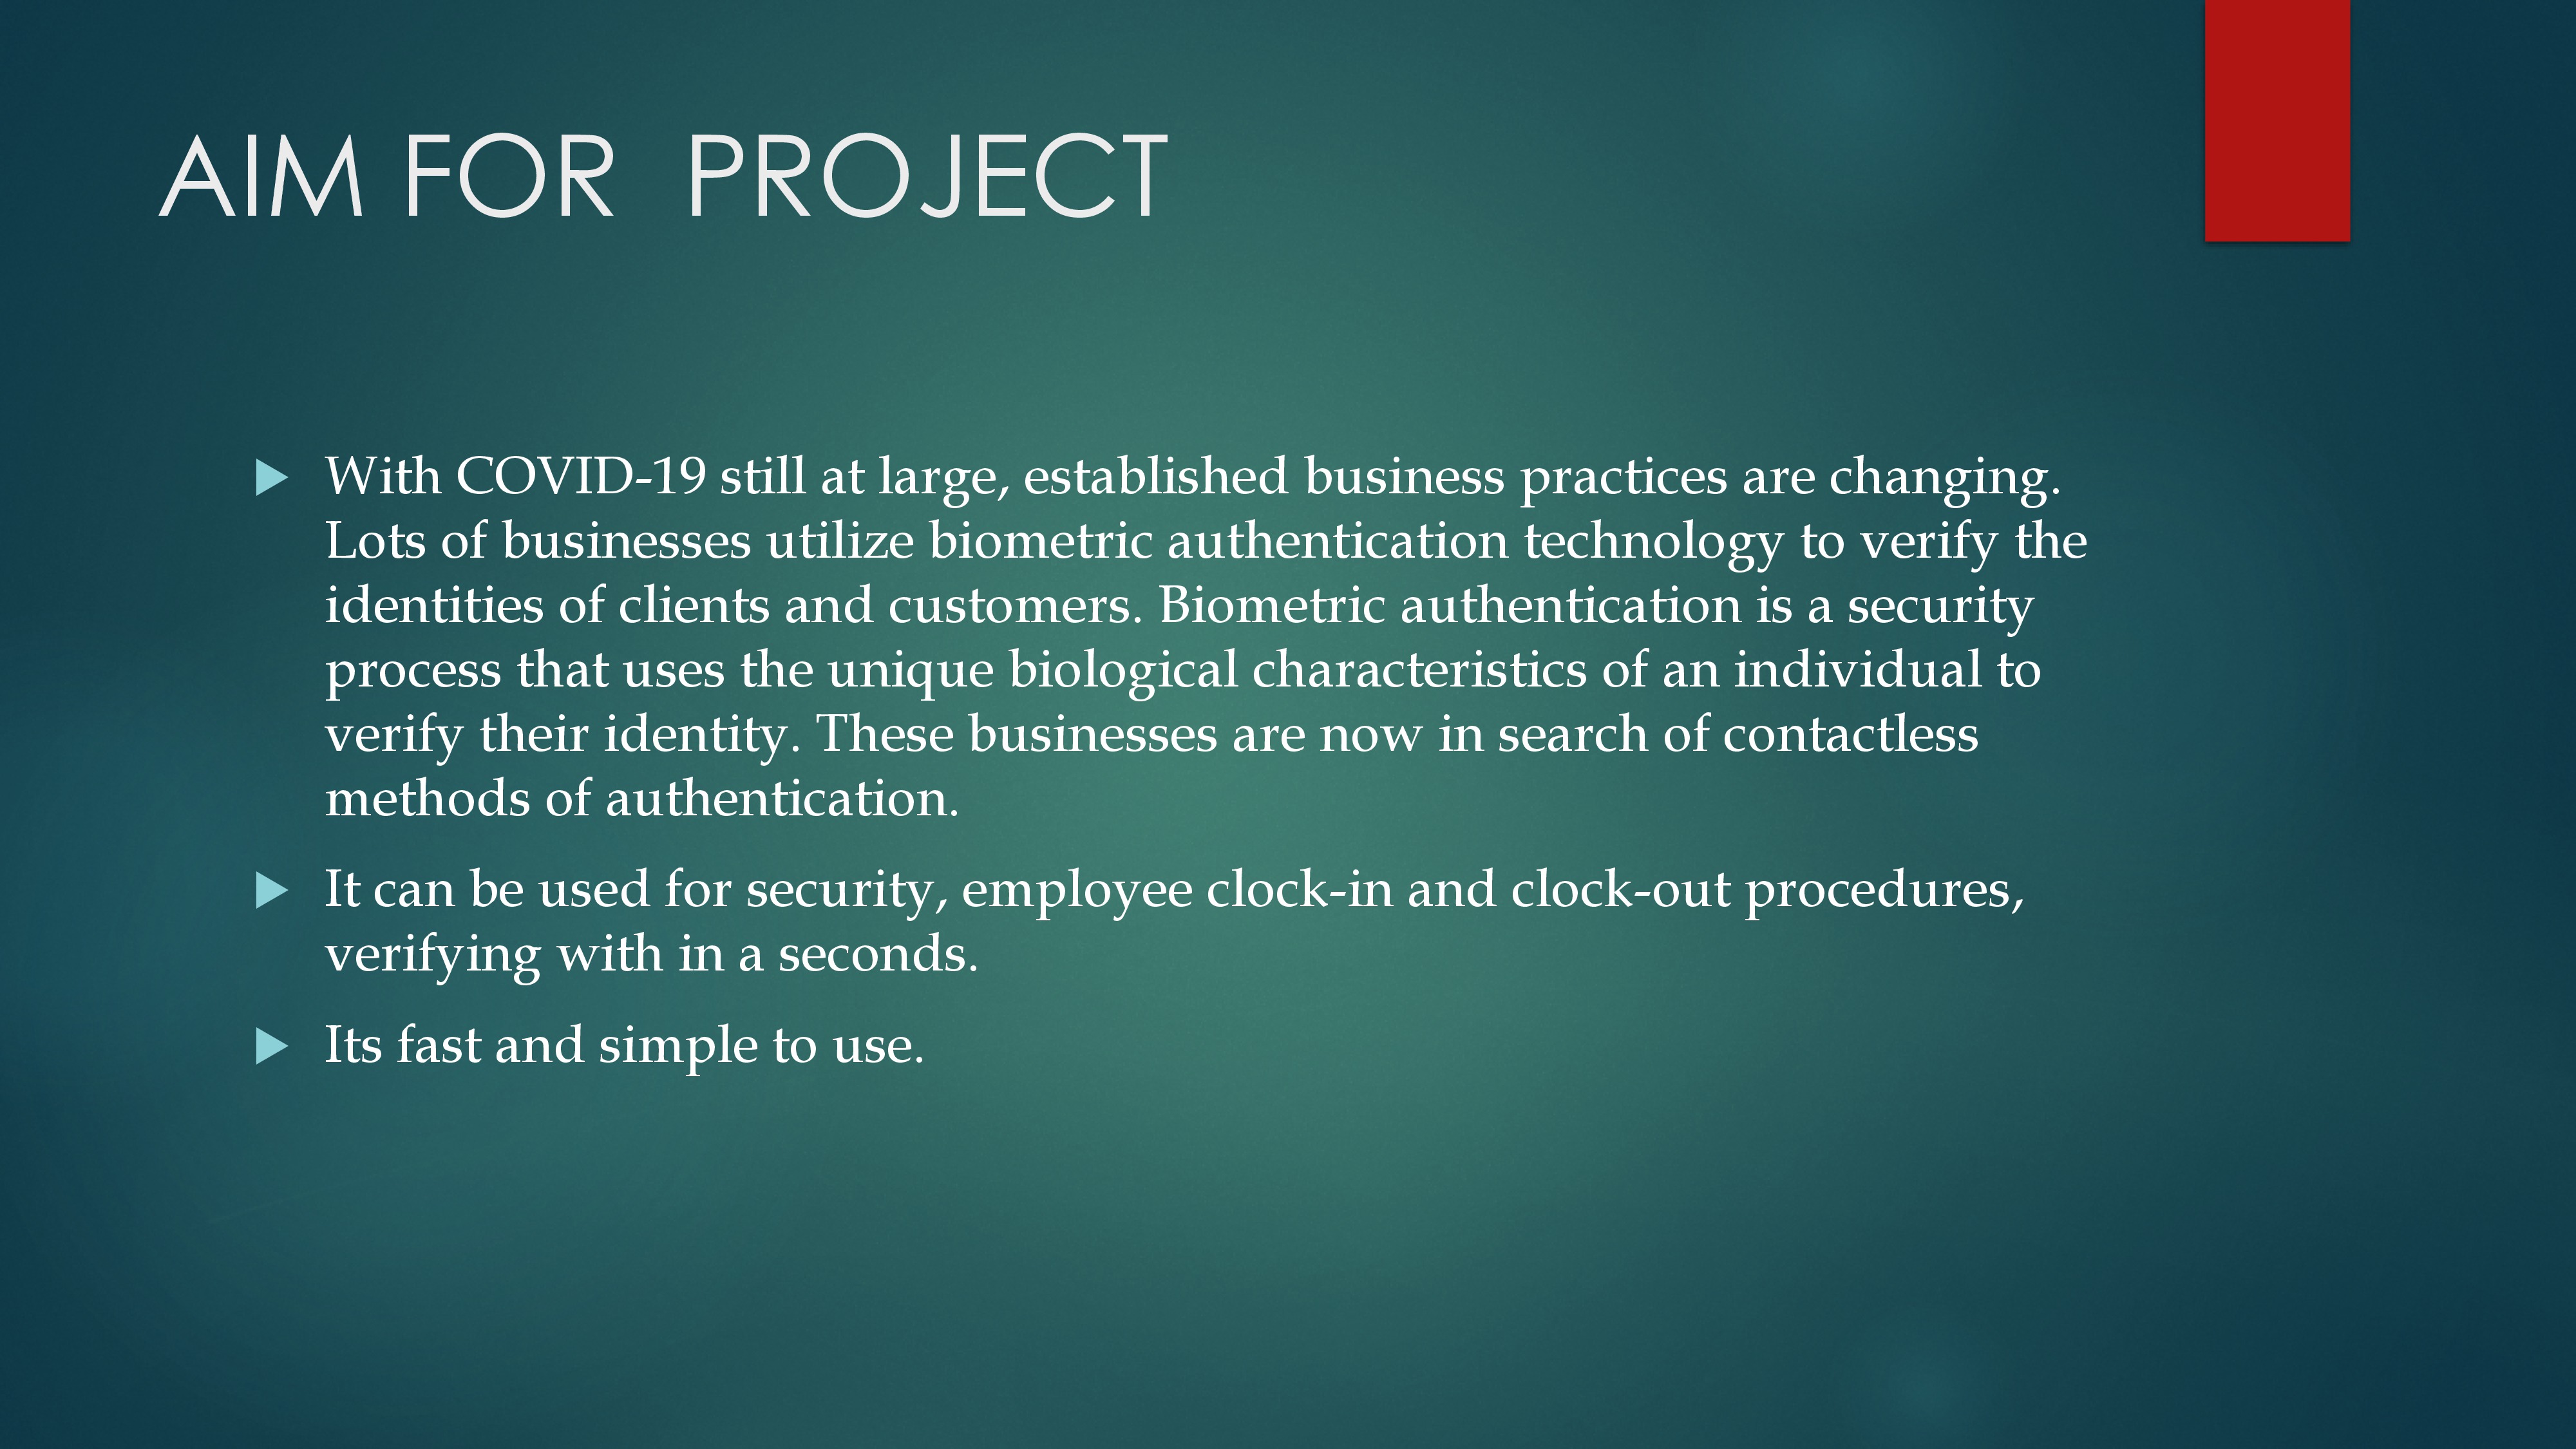 AIM FOR  PROJECT
With COVID-19 still at large, established business practices are changing.
Lots of businesses utilize biometric authentication technology to verify the
identities of clients and customers. Biometric authentication is a security
process that uses the unique biological characteristics of an individual to
verify their identity. These businesses are now in search of contactless
methods of authentication.
It can be used for security, employee clock-in and clock-out procedures,
verifying with in a seconds.
Its fast and simple to use.